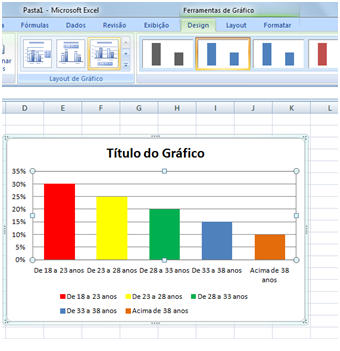 Pasta1 - Microsoft Excel
Ferramentas de Gráfico
Fórmulas Dados Revisão Exibição Design Layout Formatar
Layout de Gráfico
D E F G H I J K L
Título do Gráfico
35%
30%
25%
20%
15%
10%
5%
0%
De 18 a 23 anos De 23 a 28 anos De 28 a 33 anos De 33 a 38 anos Acima de 38
anos
De 18 a 23 anos De 23 a 28 anos De 28 a 33 anos
De 33 a 38 anos Acima de 38 anos